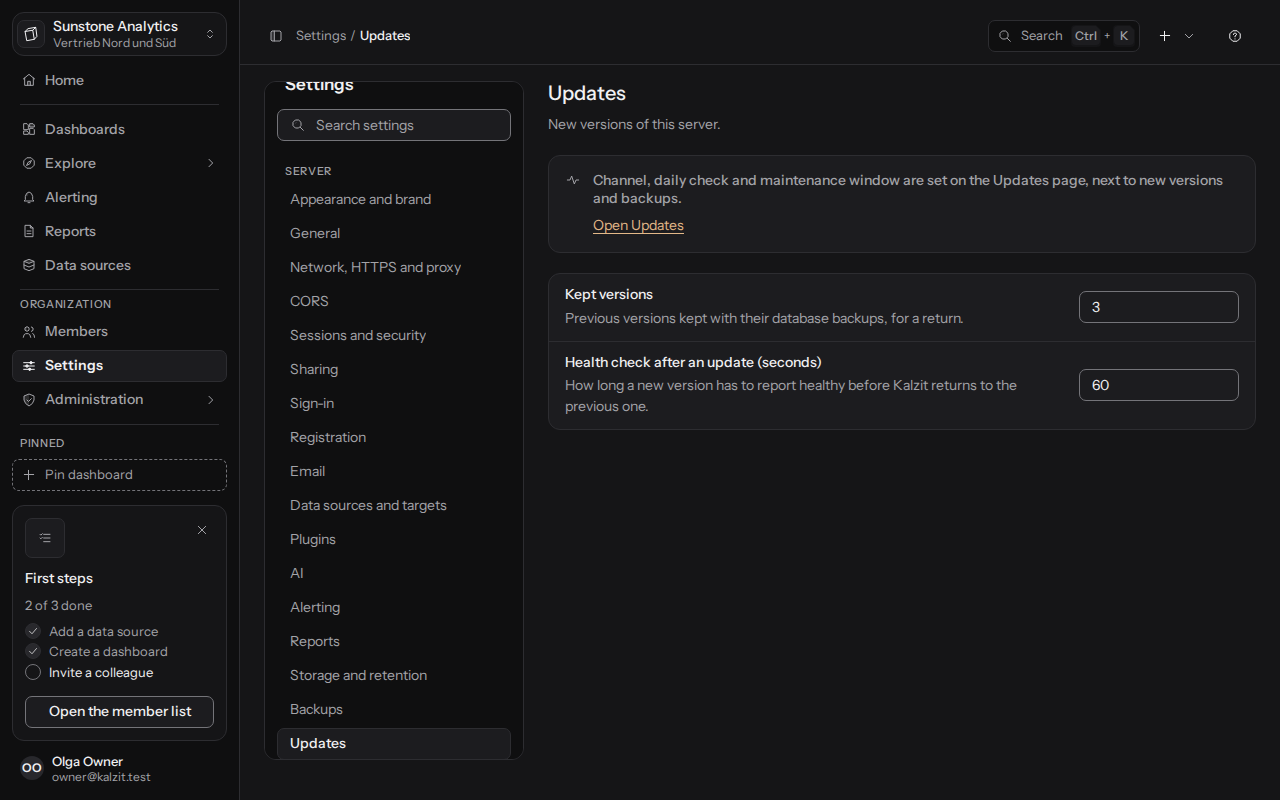 Sunstone Analytics
Vertrieb Nord und Süd
Home
Dashboards
Explore
Alerting
Reports
Data sources
ORGANIZATION
Members
Settings
Administration
PINNED
Pin dashboard
First steps
2 of 3 done
Add a data source
Create a dashboard
Invite a colleague
Open the member list
OO
Olga Owner
owner@kalzit.test
Settings / Updates
Search Ctrl + K
Settings
Search settings
SERVER
Appearance and brand
General
Network, HTTPS and proxy
CORS
Sessions and security
Sharing
Sign-in
Registration
Email
Data sources and targets
Plugins
AI
Alerting
Reports
Storage and retention
Backups
Updates
Updates
New versions of this server.
Channel, daily check and maintenance window are set on the Updates page, next to new versions
and backups.
Open Updates
Kept versions
Previous versions kept with their database backups, for a return.
3
Health check after an update (seconds)
How long a new version has to report healthy before Kalzit returns to the
previous one.
60